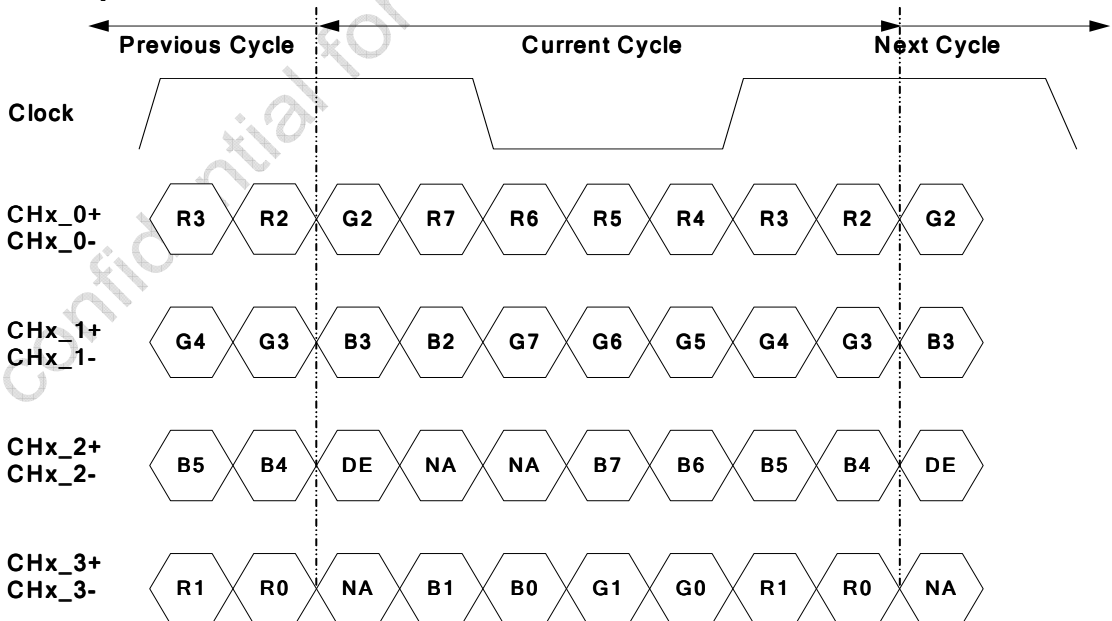 Previous Cycle Current Cycle Next Cycle
Clock
CHx_0+
CHx_0-
R3 R2 G2 R7 R6 R5 R4 R3 R2 G2
CHx_1+
CHx_1-
G4 G3 B3 B2 G7 G6 G5 G4 G3 B3
CHx_2+
CHx_2-
B5 B4 DE NA NA B7 B6 B5 B4 DE
CHx_3+
CHx_3-
R1 R0 NA B1 B0 G1 G0 R1 R0 NA
confidential for